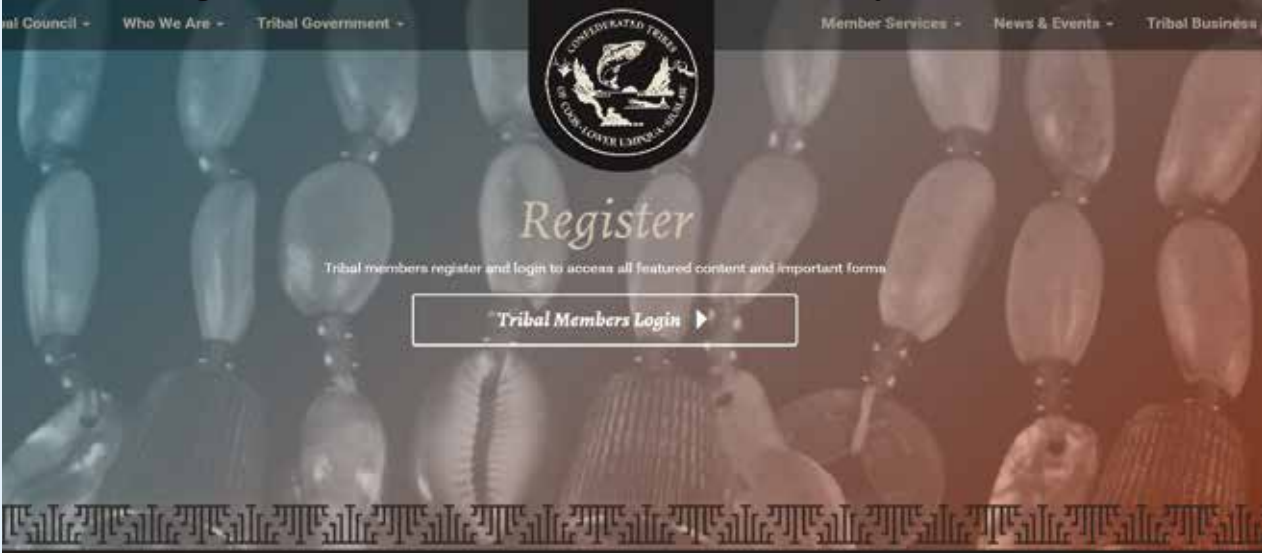 al Council
Who We Are
Tribal Government
CONFEDERATED TRIBES
OF COOS · LOWER UMPQUA · SIUSLAW
Member Services
News & Events
Tribal Business
Register
Tribal members register and login to access all featured content and important forms
Tribal Members Login